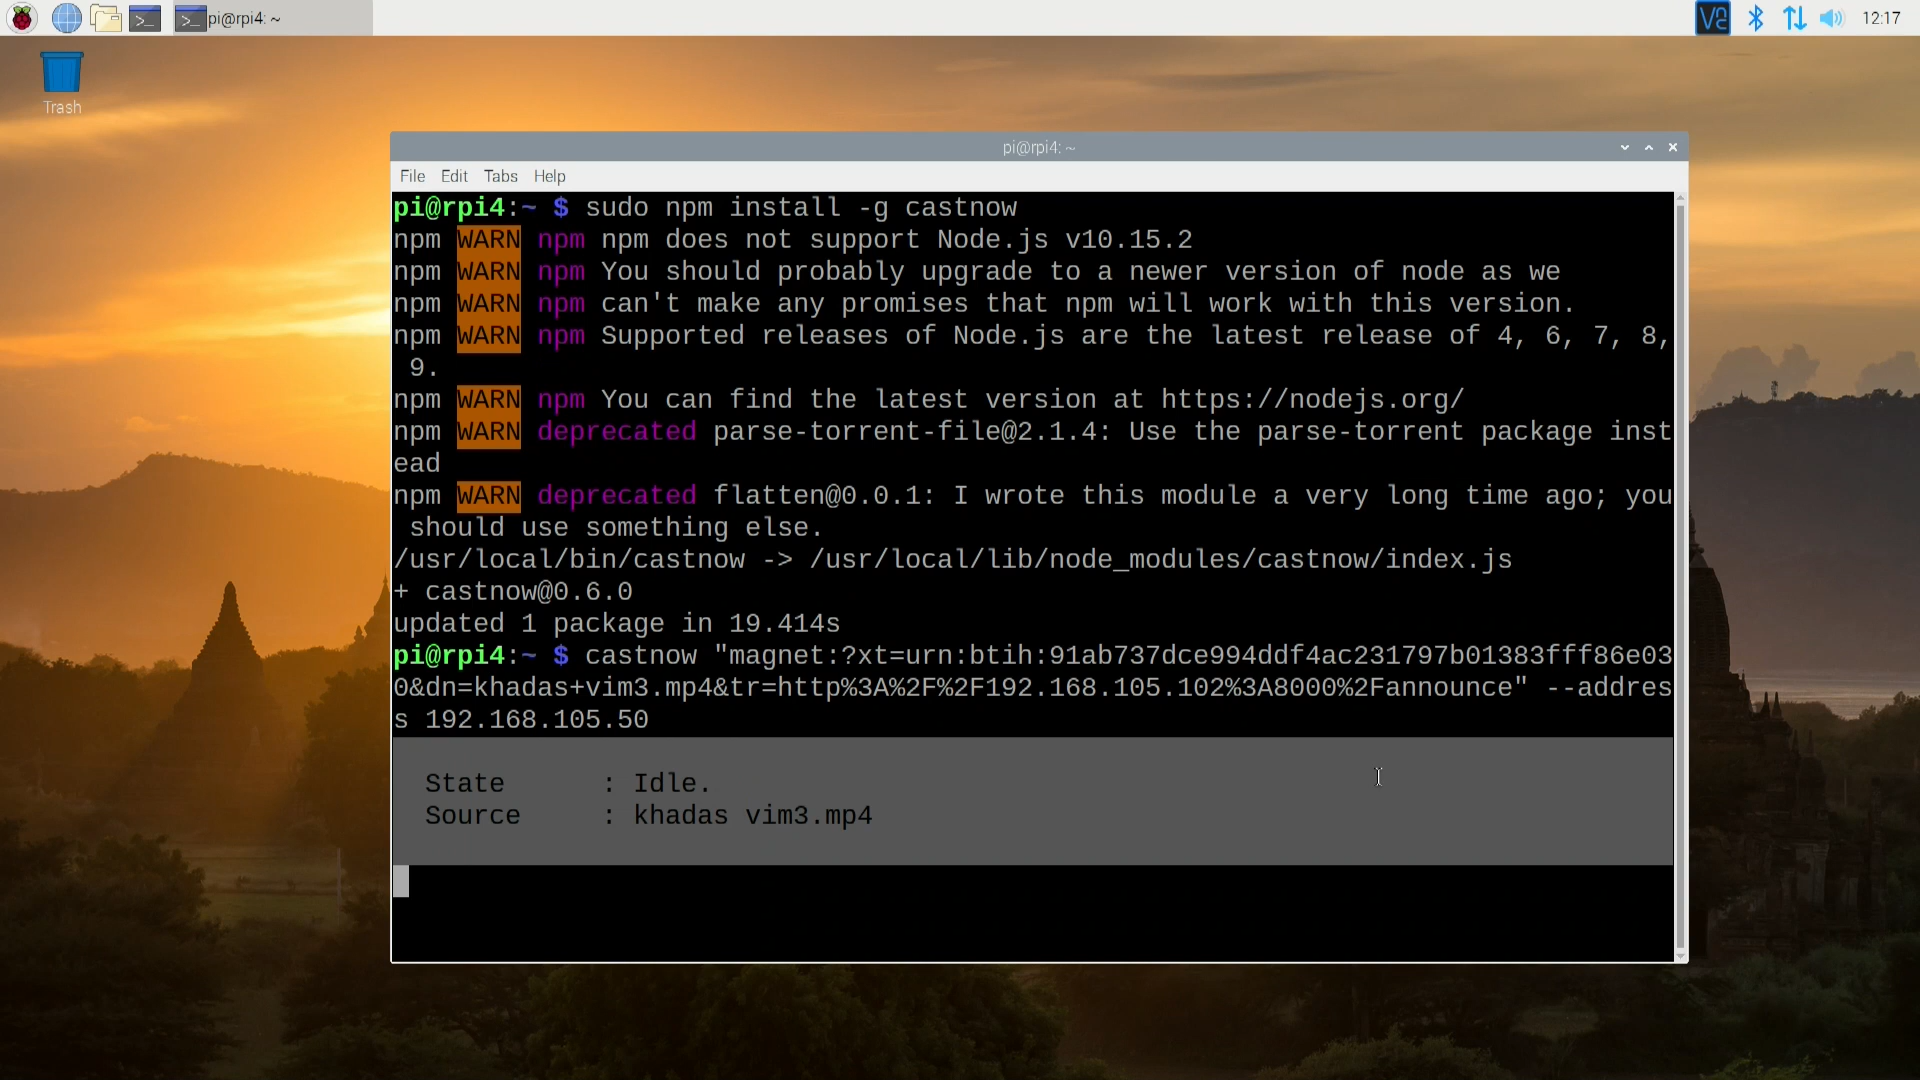 pi@rpi4: ~
12:17
Trash
pi@rpi4: ~
File Edit Tabs Help
pi@rpi4:~ $ sudo npm install -g castnow
npm WARN npm npm does not support Node.js v10.15.2
npm WARN npm You should probably upgrade to a newer version of node as we
npm WARN npm can't make any promises that npm will work with this version.
npm WARN npm Supported releases of Node.js are the latest release of 4, 6, 7, 8,
9.
npm WARN npm You can find the latest version at https://nodejs.org/
npm WARN deprecated parse-torrent-file@2.1.4: Use the parse-torrent package inst
ead
npm WARN deprecated flatten@0.0.1: I wrote this module a very long time ago; you
should use something else.
/usr/local/bin/castnow -> /usr/local/lib/node_modules/castnow/index.js
+ castnow@0.6.0
updated 1 package in 19.414s
pi@rpi4:~ $ castnow "magnet:?xt=urn:btih:91ab737dce994ddf4ac231797b01383fff86e03
0&dn=khadas+vim3.mp4&tr=http%3A%2F%2F192.168.105.102%3A8000%2Fannounce" --addres
s 192.168.105.50
State : Idle.
Source : khadas vim3.mp4